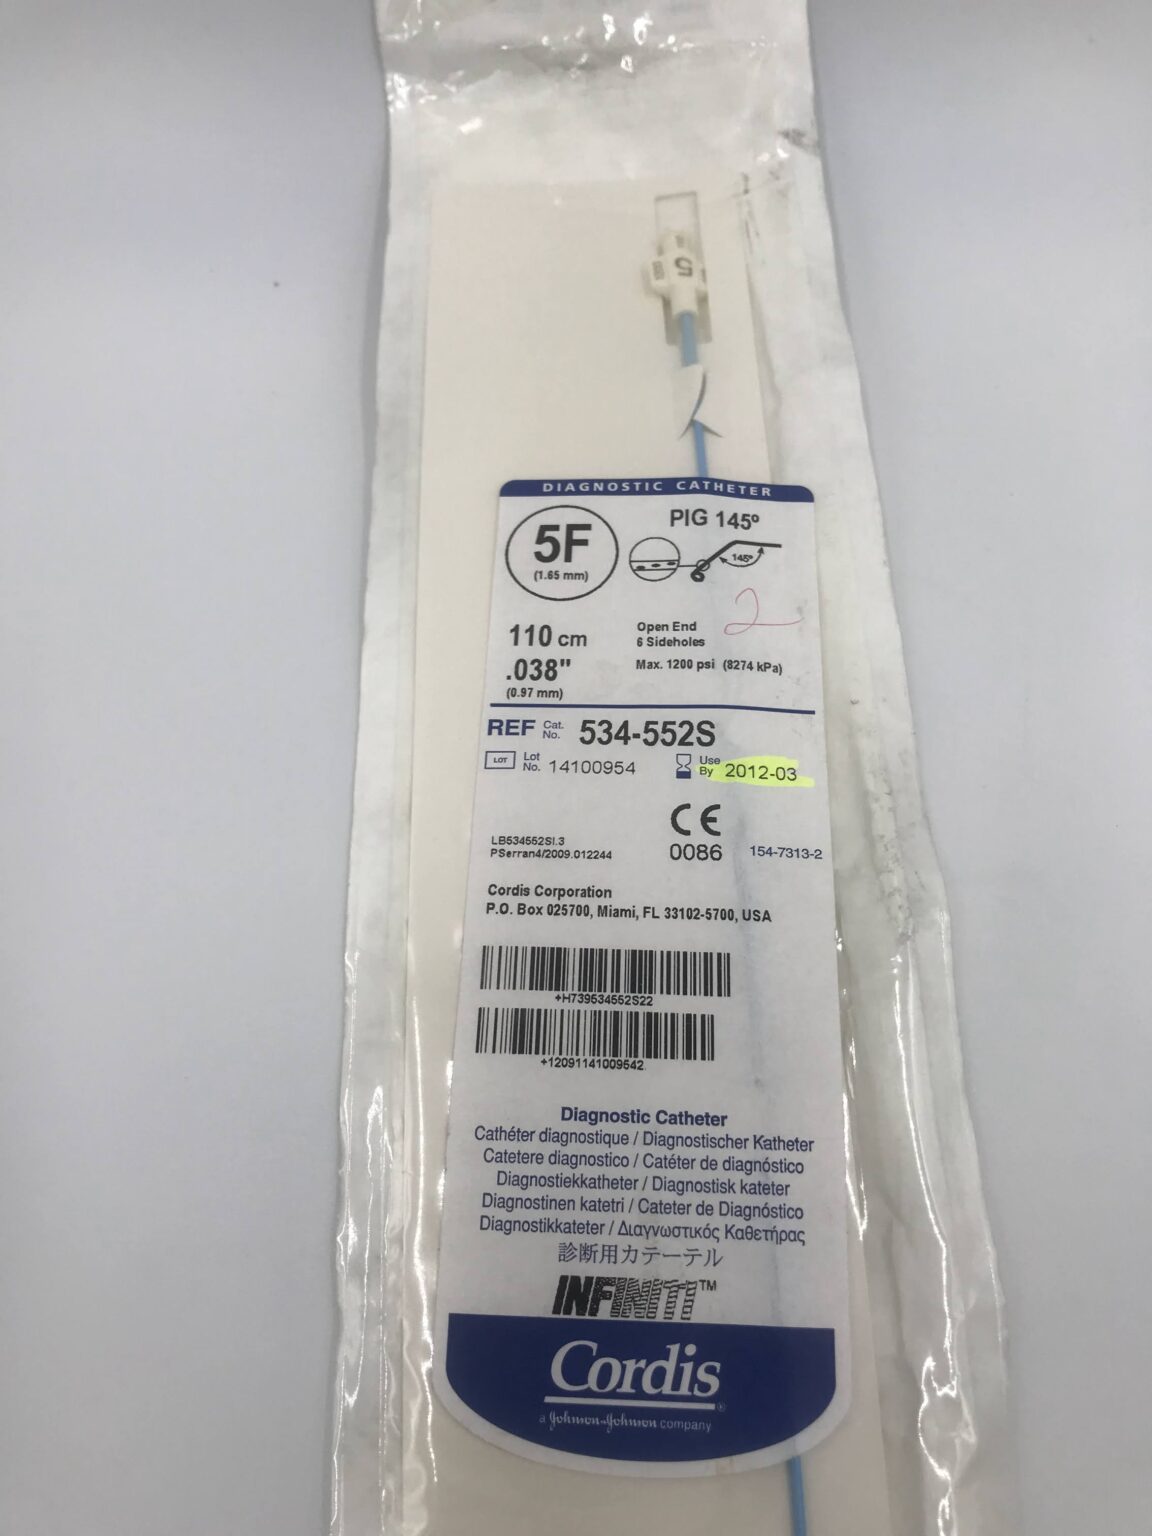 5
DIAGNOSTIC CATHETER
5F
(1.65 mm)
PIG 145º
145º
2
110 cm
.038"
(0.97 mm)
Open End
6 Sideholes
Max. 1200 psi (8274 kPa)
REF Cat. No. 534-552S
LOT Lot No. 14100954
Use By 2012-03
CE
0086
154-7313-2
LB534552SI.3
PSerran4/2009.012244
Cordis Corporation
P.O. Box 025700, Miami, FL 33102-5700, USA
+H739534552S22
+12091141009542
Diagnostic Catheter
Cathéter diagnostique / Diagnostischer Katheter
Catetere diagnostico / Catéter de diagnóstico
Diagnostiekkatheter / Diagnostisk kateter
Diagnostinen katetri / Cateter de Diagnóstico
Diagnostikkateter / Διαγνωστικός Καθετήρας
診断用カテーテル
INFINITI™
Cordis®
a Johnson & Johnson company